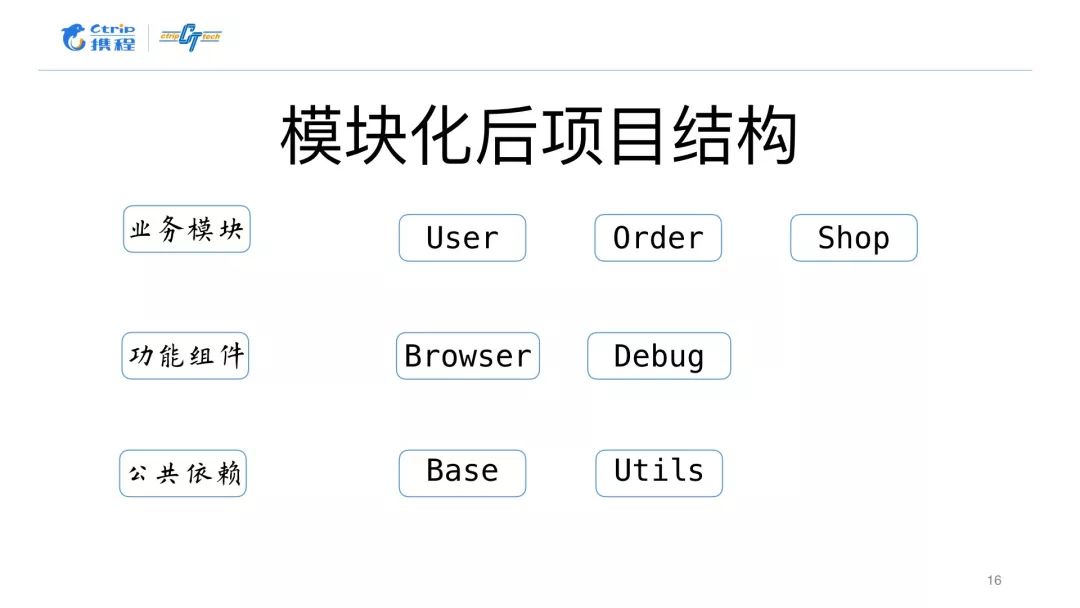 Ctrip
携程
ctrip CT tech
模块化后项目结构
业务模块 User Order Shop
功能组件 Browser Debug
公共依赖 Base Utils
16